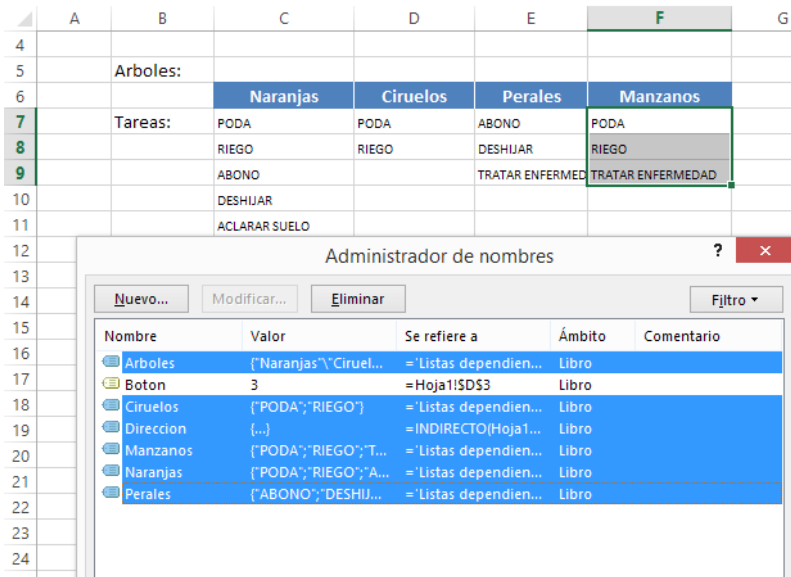 A B C D E F G
4
5 Arboles:
6 Naranjas Ciruelos Perales Manzanos
7 Tareas: PODA PODA ABONO PODA
8 RIEGO RIEGO DESHIJAR RIEGO
9 ABONO TRATAR ENFERMED TRATAR ENFERMEDAD
10 DESHIJAR
11 ACLARAR SUELO
12
13
14
15
16
17
18
19
20
21
22
23
24
Administrador de nombres ? ×
Nuevo... Modificar... Eliminar Filtro
Nombre Valor Se refiere a Ámbito Comentario
Arboles {"Naranjas"\"Ciruel... ='Listas dependien... Libro
Boton 3 =Hoja1!$D$3 Libro
Ciruelos {"PODA";"RIEGO"} ='Listas dependien... Libro
Direccion {...} =INDIRECTO(Hoja1... Libro
Manzanos {"PODA";"RIEGO";"T... ='Listas dependien... Libro
Naranjas {"PODA";"RIEGO";"A... ='Listas dependien... Libro
Perales {"ABONO";"DESHIJ... ='Listas dependien... Libro